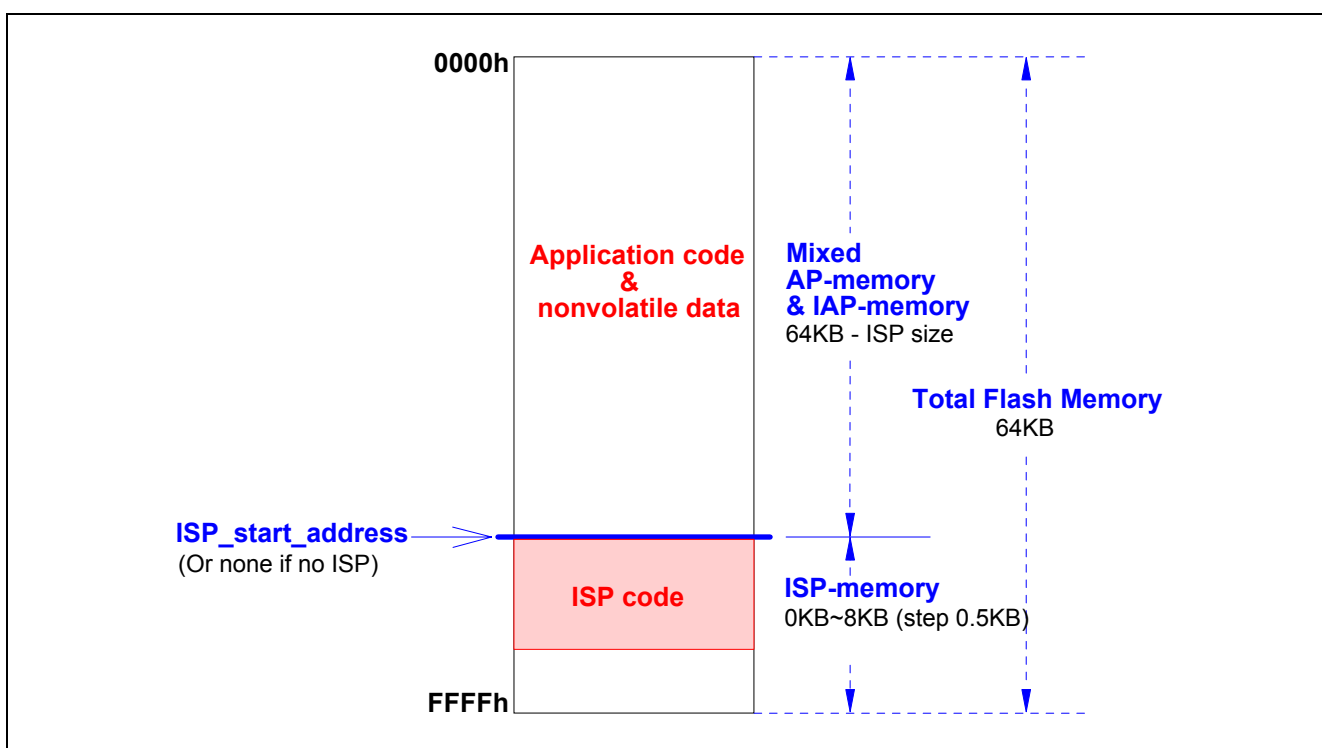 0000h
Application code
&
nonvolatile data
Mixed
AP-memory
& IAP-memory
64KB - ISP size
Total Flash Memory
64KB
ISP_start_address
(Or none if no ISP)
ISP code
ISP-memory
0KB~8KB (step 0.5KB)
FFFFh